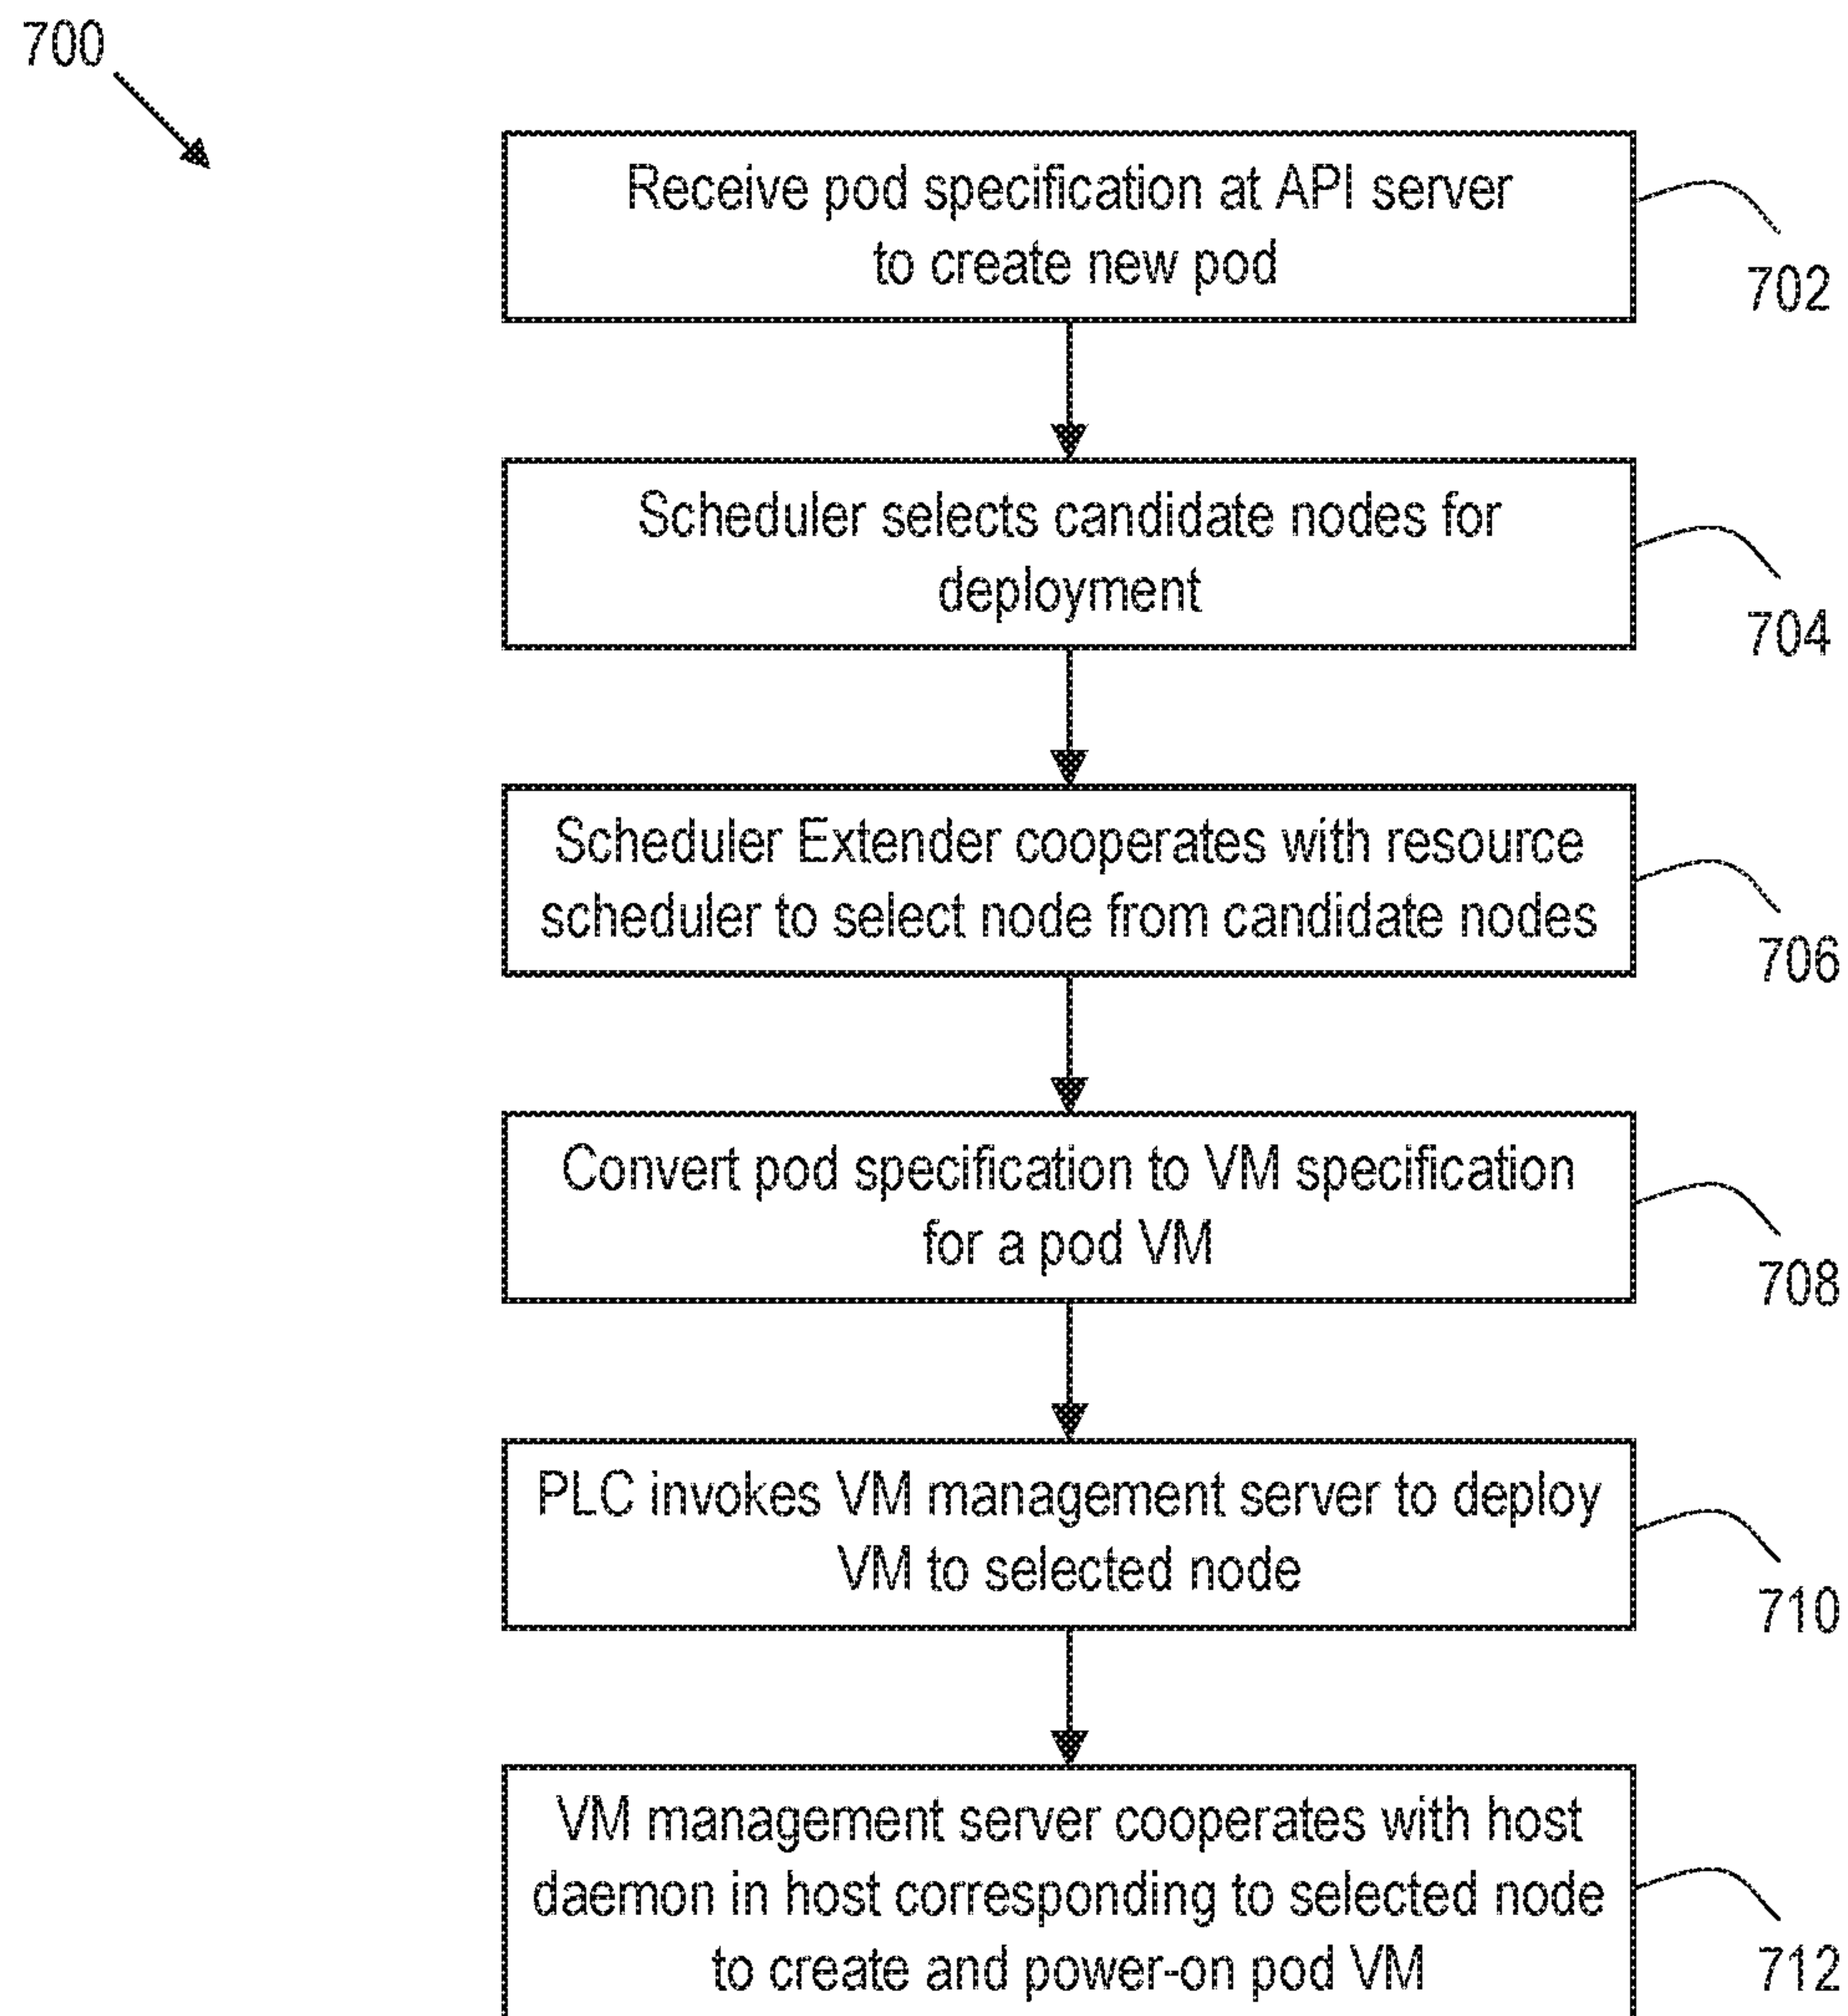 700
Receive pod specification at API server
to create new pod
702
Scheduler selects candidate nodes for
deployment
704
Scheduler Extender cooperates with resource
scheduler to select node from candidate nodes
706
Convert pod specification to VM specification
for a pod VM
708
PLC invokes VM management server to deploy
VM to selected node
710
VM management server cooperates with host
daemon in host corresponding to selected node
to create and power-on pod VM
712